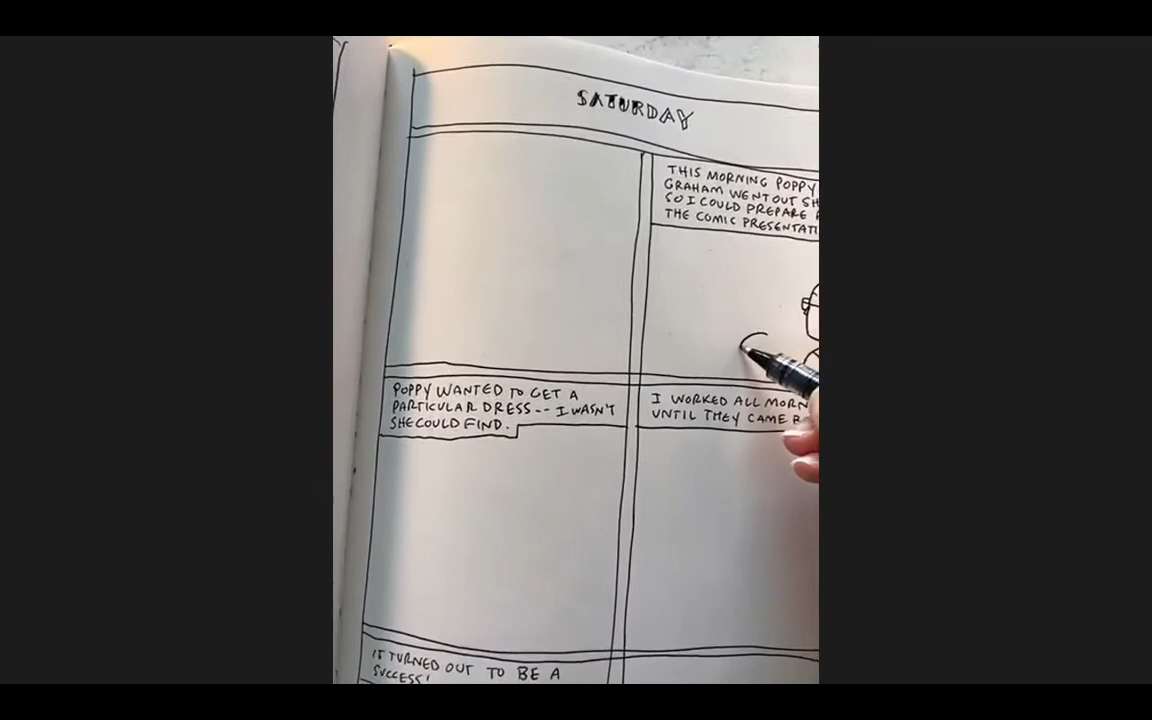 SATURDAY
THIS MORNING POPPY
GRAHAM WENT OUT
SO I COULD PREPARE
THE COMIC
POPPY WANTED TO GET A
PARTICULAR DRESS -- I WASN'T
SHE COULD FIND.
I WORKED ALL
UNTIL THEY CAME
IT TURNED OUT TO BE A
SUCCESS!